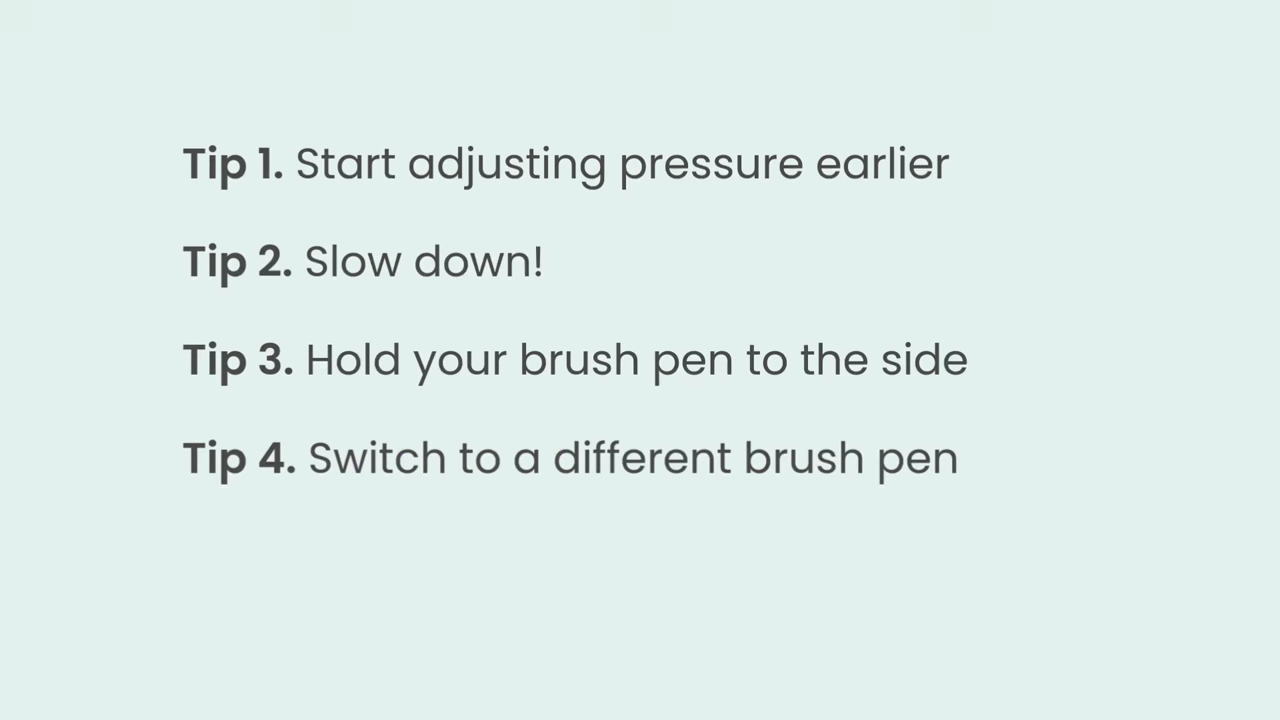 Tip 1. Start adjusting pressure earlier
Tip 2. Slow down!
Tip 3. Hold your brush pen to the side
Tip 4. Switch to a different brush pen